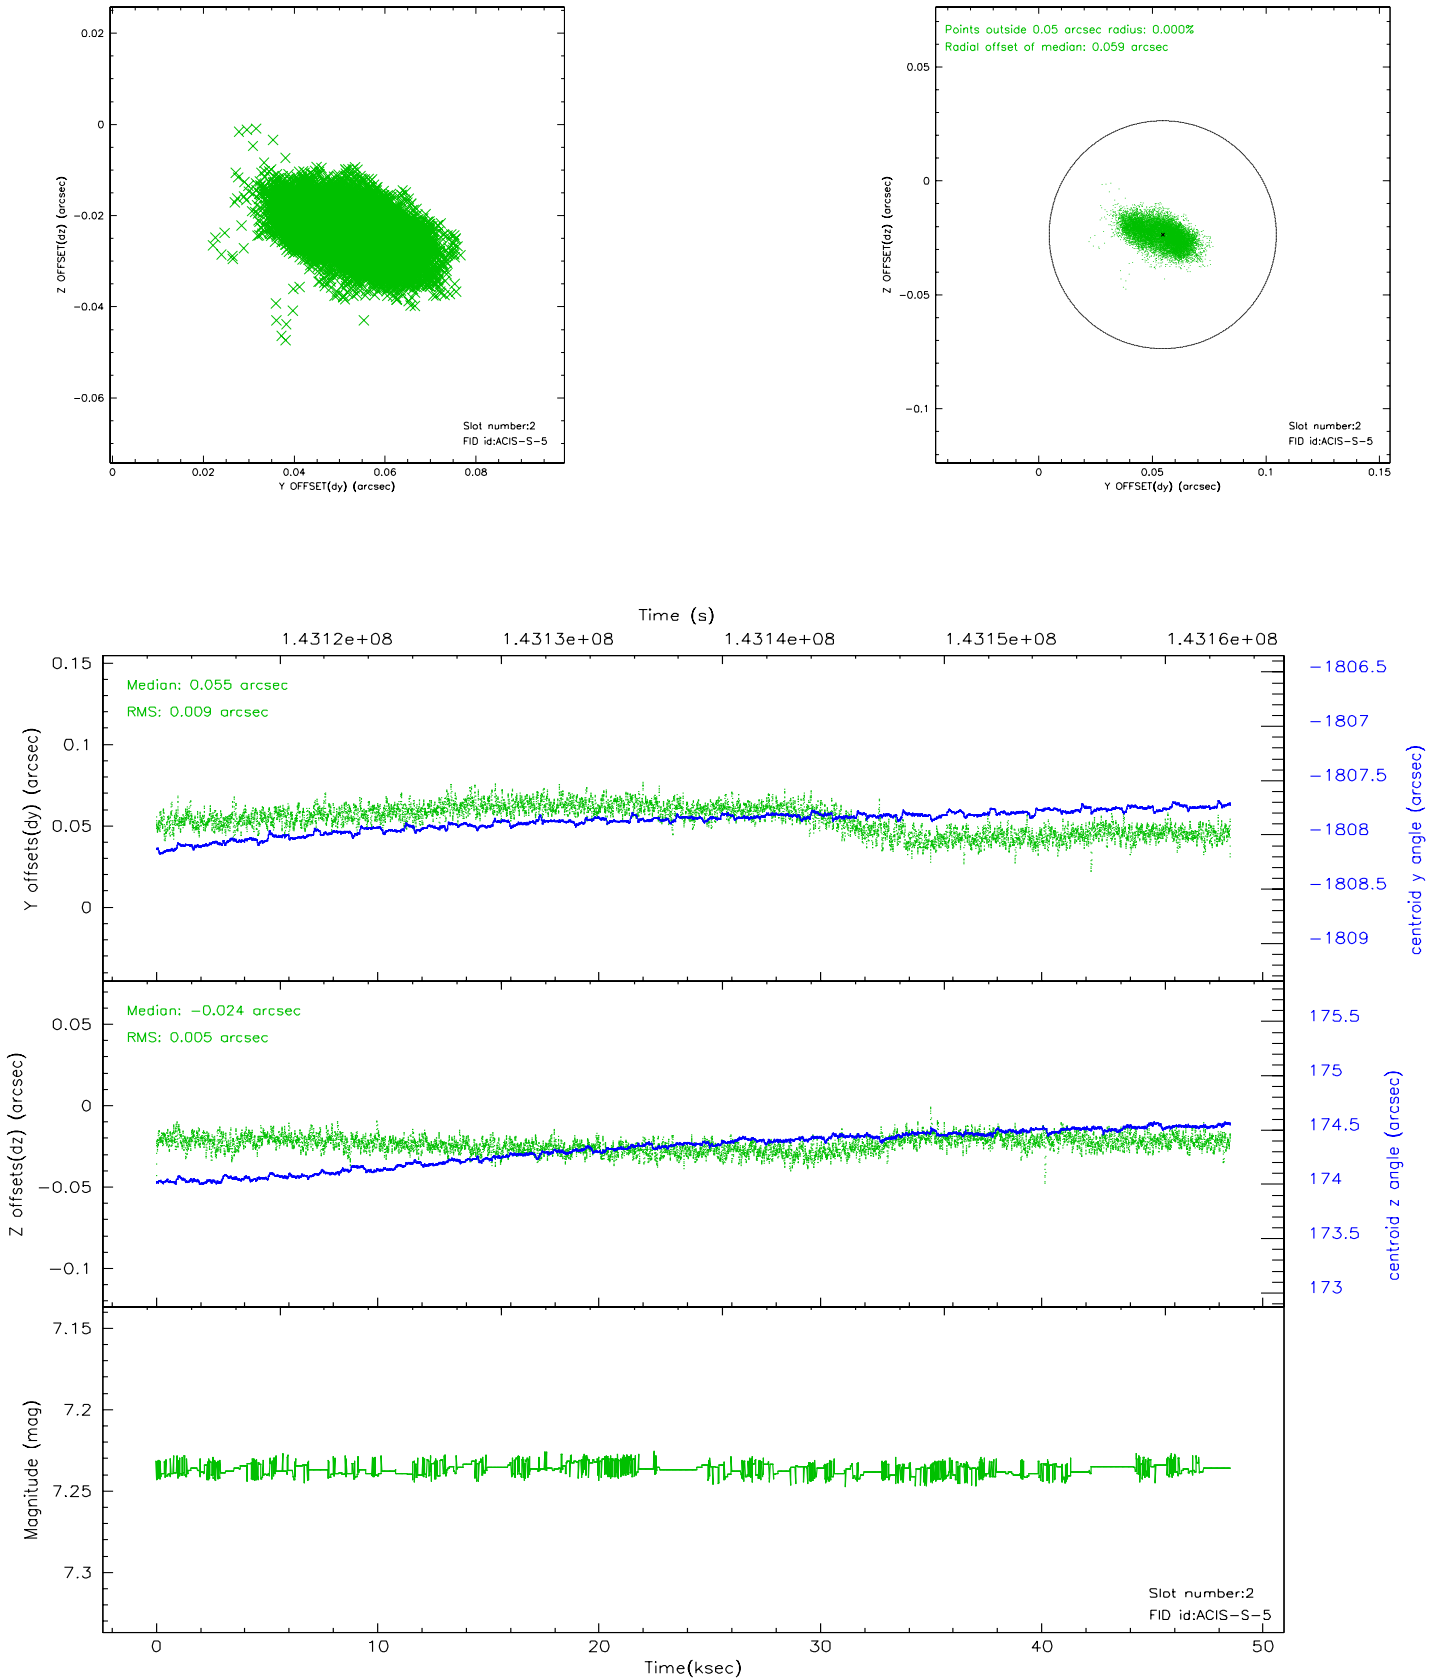 0.02
0
-0.02
-0.04
-0.06
Z OFFSET(dz) (arcsec)
Slot number:2
FID id:ACIS-S-5
0 0.02 0.04 0.06 0.08
Y OFFSET(dy) (arcsec)
Points outside 0.05 arcsec radius: 0.000%
Radial offset of median: 0.059 arcsec
0.05
0
-0.05
-0.1
Z OFFSET(dz) (arcsec)
Slot number:2
FID id:ACIS-S-5
0 0.05 0.1 0.15
Y OFFSET(dy) (arcsec)
Time (s)
1.4312e+08 1.4313e+08 1.4314e+08 1.4315e+08 1.4316e+08
Median: 0.055 arcsec
RMS: 0.009 arcsec
0.15
0.1
0.05
0
Y offsets(dy) (arcsec)
-1806.5
-1807
-1807.5
-1808
-1808.5
-1809
centroid y angle (arcsec)
Median: -0.024 arcsec
RMS: 0.005 arcsec
0.05
0
-0.05
-0.1
Z offsets(dz) (arcsec)
175.5
175
174.5
174
173.5
173
centroid z angle (arcsec)
7.15
7.2
7.25
7.3
Magnitude (mag)
Slot number:2
FID id:ACIS-S-5
0 10 20 30 40 50
Time(ksec)